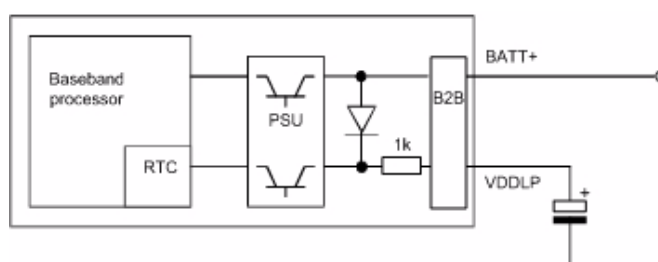 Baseband
processor
RTC
PSU
1k
B2B
BATT+
VDDLP
+